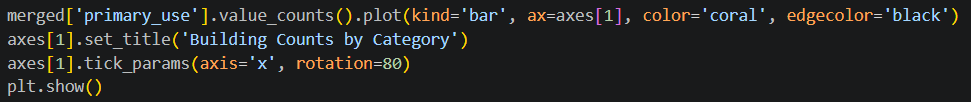 merged['primary_use'].value_counts().plot(kind='bar', ax=axes[1], color='coral', edgecolor='black')
axes[1].set_title('Building Counts by Category')
axes[1].tick_params(axis='x', rotation=80)
plt.show()